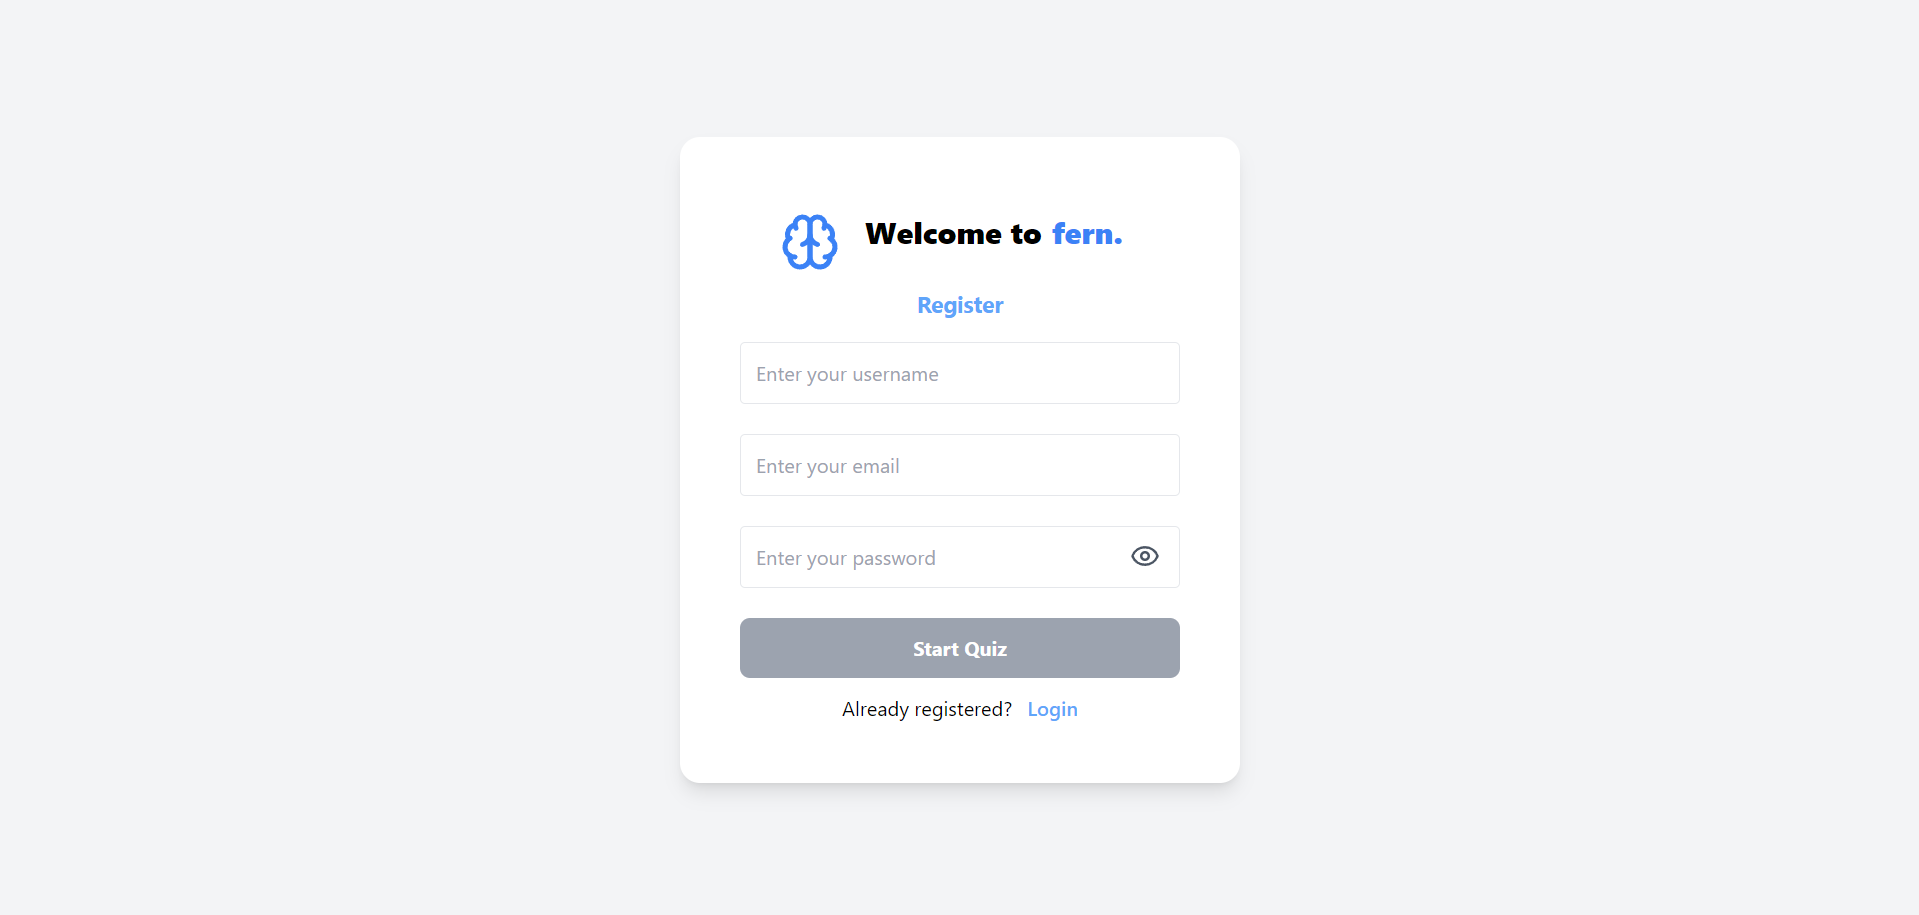 Welcome to fern.
Register
Enter your username
Enter your email
Enter your password
Start Quiz
Already registered? Login